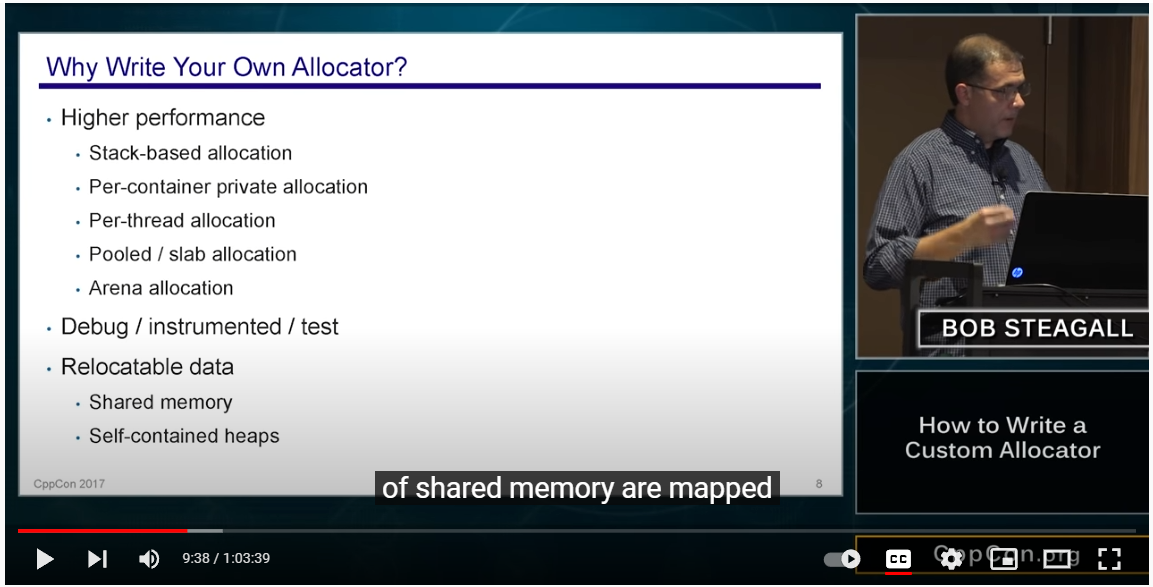 Why Write Your Own Allocator?
• Higher performance
• Stack-based allocation
• Per-container private allocation
• Per-thread allocation
• Pooled / slab allocation
• Arena allocation
• Debug / instrumented / test
• Relocatable data
• Shared memory
• Self-contained heaps
CppCon 2017
8
of shared memory are mapped
BOB STEAGALL
How to Write a
Custom Allocator
CppCon.org
9:38 / 1:03:39
CC
hp